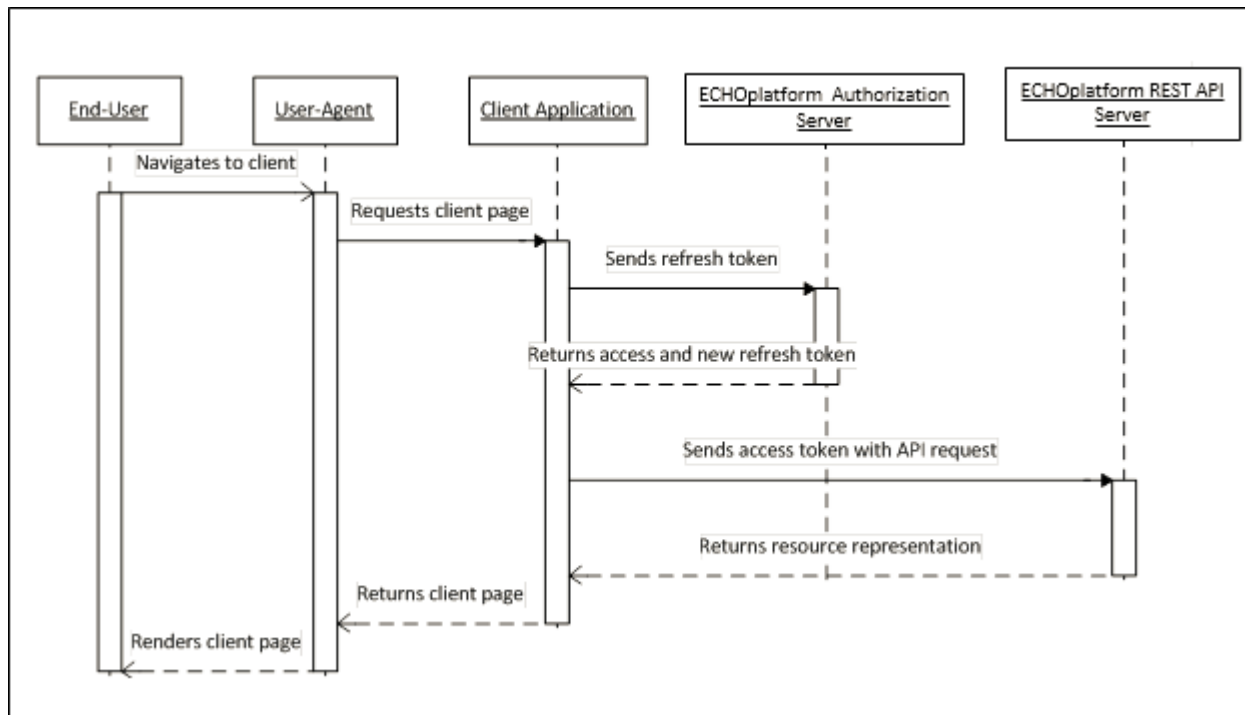 End-User
User-Agent
Client Application
ECHOplatform Authorization
Server
ECHOplatform REST API
Server
Navigates to client
Requests client page
Sends refresh token
Returns access and new refresh token
Sends access token with API request
Returns resource representation
Returns client page
Renders client page